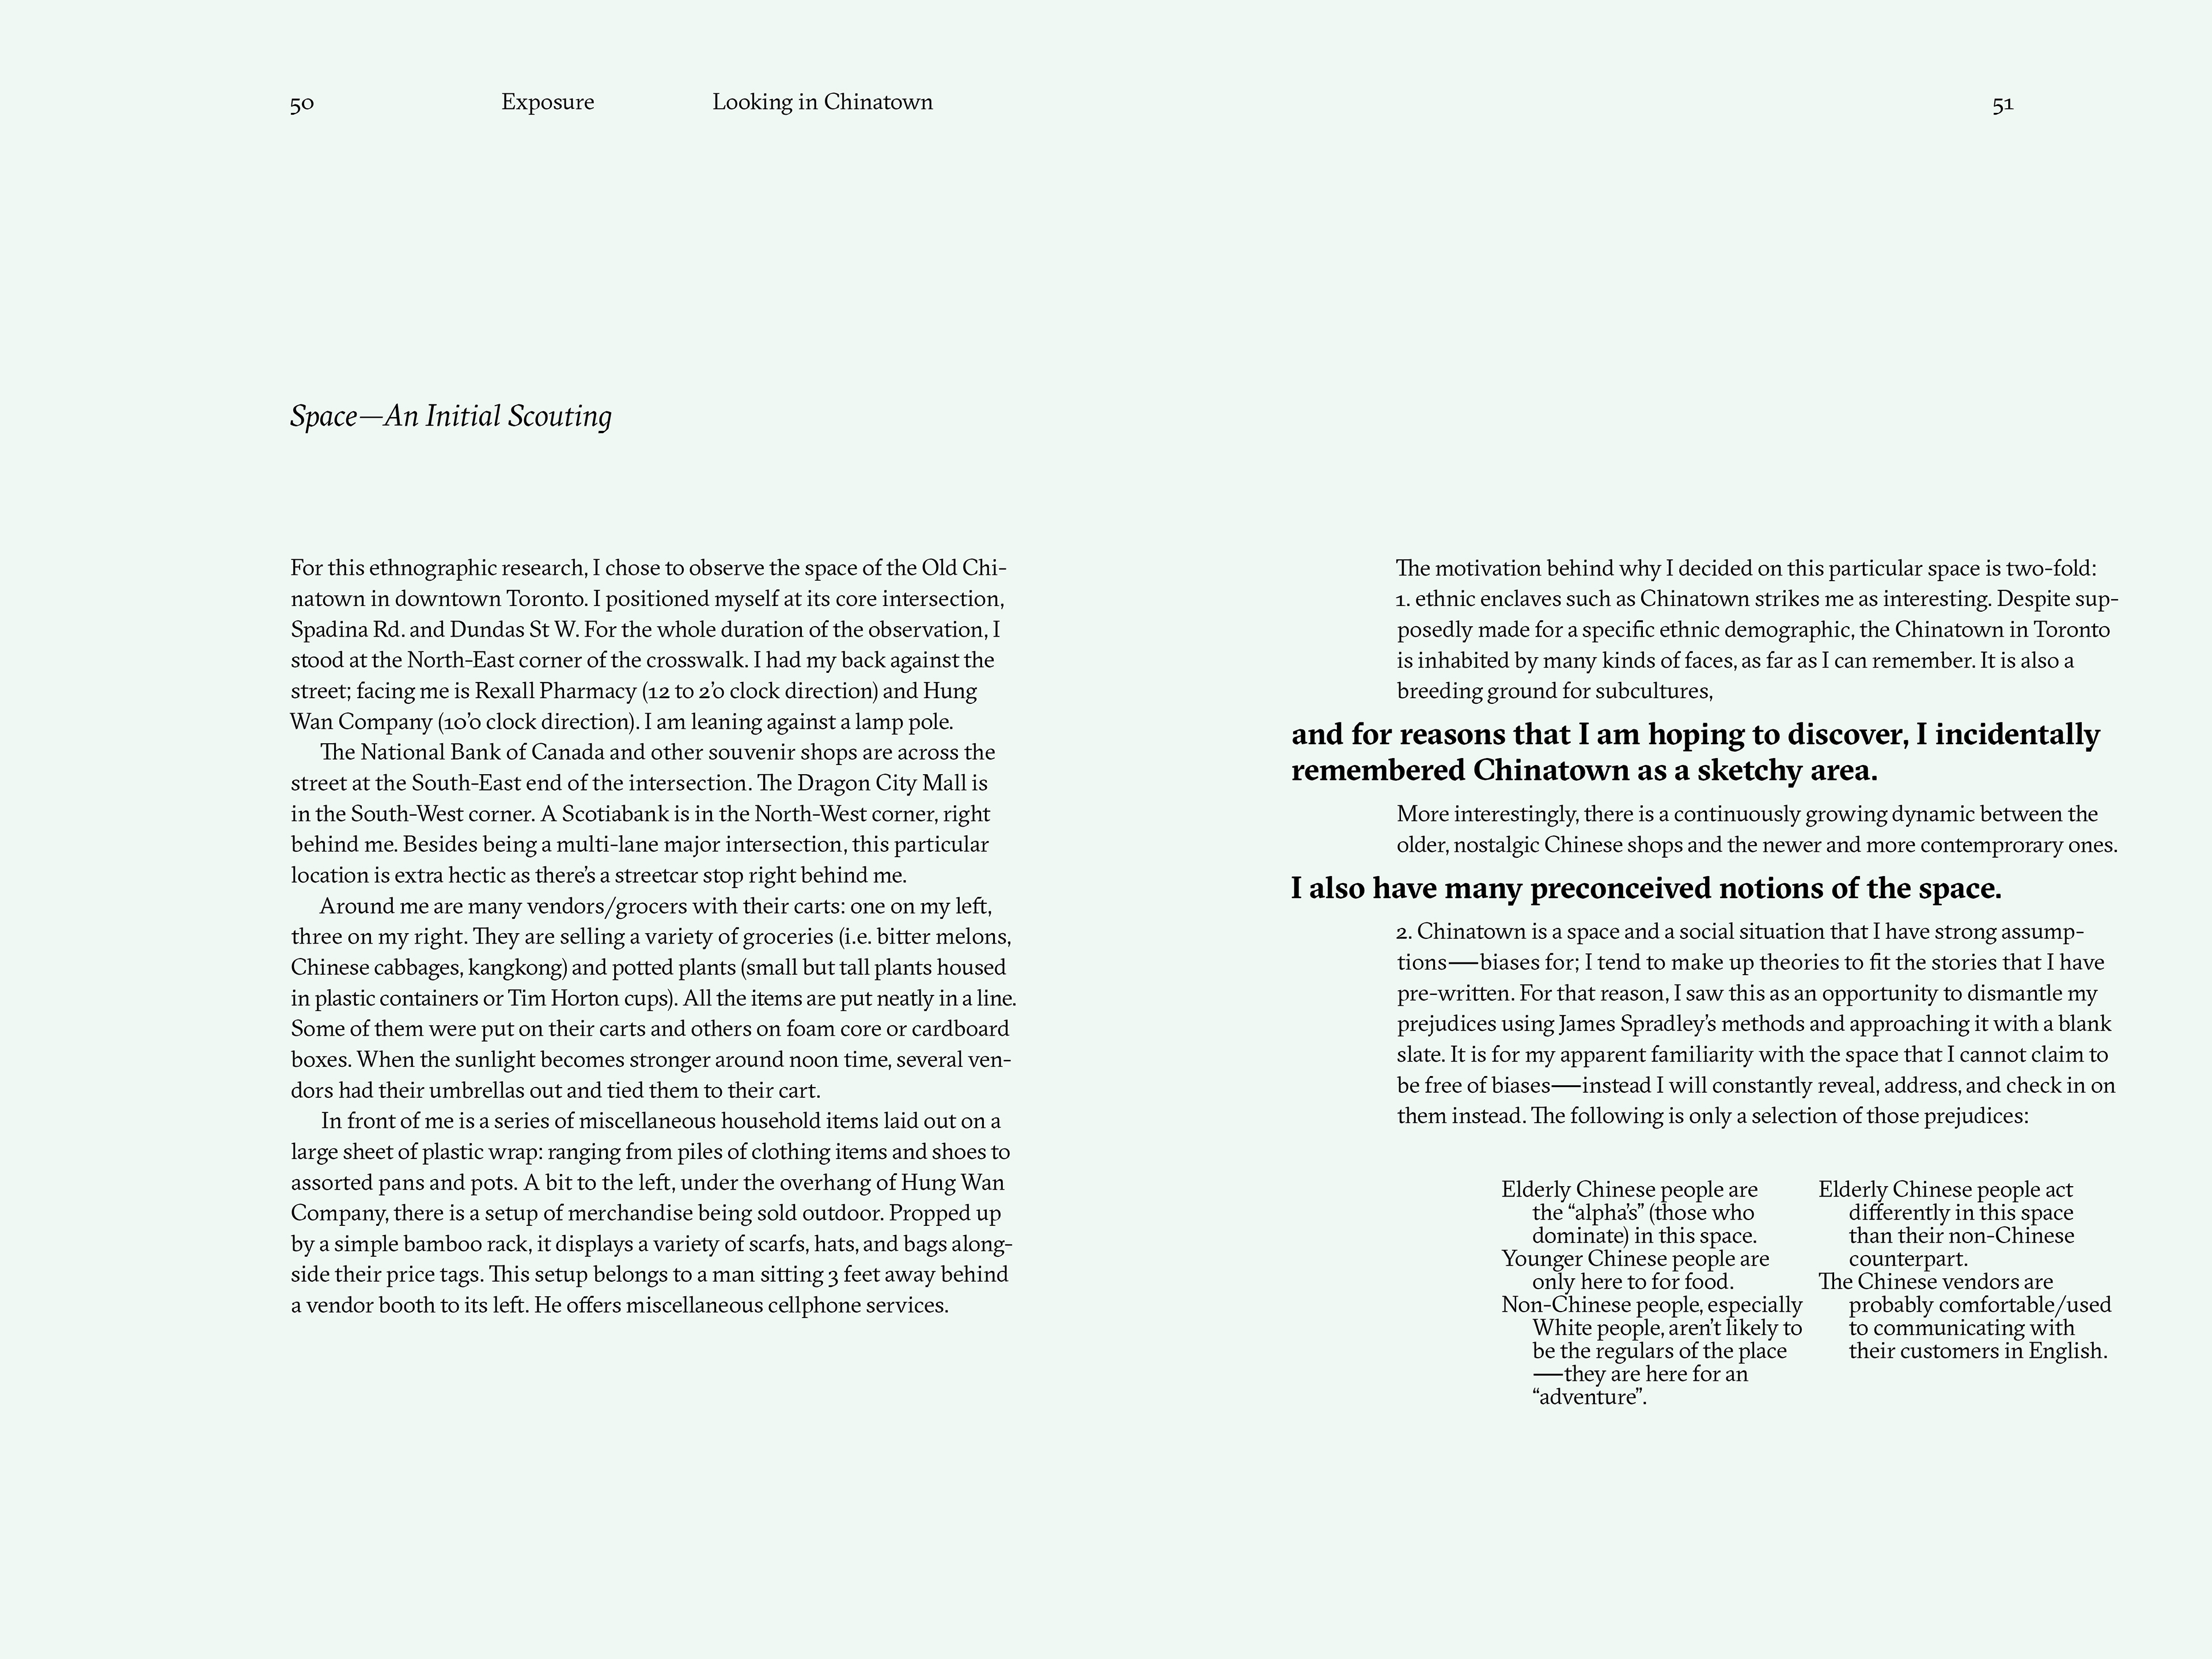 50 Exposure Looking in Chinatown 51
Space—An Initial Scouting
For this ethnographic research, I chose to observe the space of the Old Chi-
natown in downtown Toronto. I positioned myself at its core intersection,
Spadina Rd. and Dundas St W. For the whole duration of the observation, I
stood at the North-East corner of the crosswalk. I had my back against the
street; facing me is Rexall Pharmacy (12 to 2’o clock direction) and Hung
Wan Company (10’o clock direction). I am leaning against a lamp pole.
The National Bank of Canada and other souvenir shops are across the
street at the South-East end of the intersection. The Dragon City Mall is
in the South-West corner. A Scotiabank is in the North-West corner, right
behind me. Besides being a multi-lane major intersection, this particular
location is extra hectic as there’s a streetcar stop right behind me.
Around me are many vendors/grocers with their carts: one on my left,
three on my right. They are selling a variety of groceries (i.e. bitter melons,
Chinese cabbages, kangkong) and potted plants (small but tall plants housed
in plastic containers or Tim Horton cups). All the items are put neatly in a line.
Some of them were put on their carts and others on foam core or cardboard
boxes. When the sunlight becomes stronger around noon time, several ven-
dors had their umbrellas out and tied them to their cart.
In front of me is a series of miscellaneous household items laid out on a
large sheet of plastic wrap: ranging from piles of clothing items and shoes to
assorted pans and pots. A bit to the left, under the overhang of Hung Wan
Company, there is a setup of merchandise being sold outdoor. Propped up
by a simple bamboo rack, it displays a variety of scarfs, hats, and bags along-
side their price tags. This setup belongs to a man sitting 3 feet away behind
a vendor booth to its left. He offers miscellaneous cellphone services.
The motivation behind why I decided on this particular space is two-fold:
1. ethnic enclaves such as Chinatown strikes me as interesting. Despite sup-
posedly made for a specific ethnic demographic, the Chinatown in Toronto
is inhabited by many kinds of faces, as far as I can remember. It is also a
breeding ground for subcultures,
and for reasons that I am hoping to discover, I incidentally
remembered Chinatown as a sketchy area.
More interestingly, there is a continuously growing dynamic between the
older, nostalgic Chinese shops and the newer and more contemprorary ones.
I also have many preconceived notions of the space.
2. Chinatown is a space and a social situation that I have strong assump-
tions—biases for; I tend to make up theories to fit the stories that I have
pre-written. For that reason, I saw this as an opportunity to dismantle my
prejudices using James Spradley’s methods and approaching it with a blank
slate. It is for my apparent familiarity with the space that I cannot claim to
be free of biases—instead I will constantly reveal, address, and check in on
them instead. The following is only a selection of those prejudices:
Elderly Chinese people are
the “alpha’s” (those who
dominate) in this space.
Younger Chinese people are
only here to for food.
Non-Chinese people, especially
White people, aren’t likely to
be the regulars of the place
—they are here for an
“adventure”.
Elderly Chinese people act
differently in this space
than their non-Chinese
counterpart.
The Chinese vendors are
probably comfortable/used
to communicating with
their customers in English.